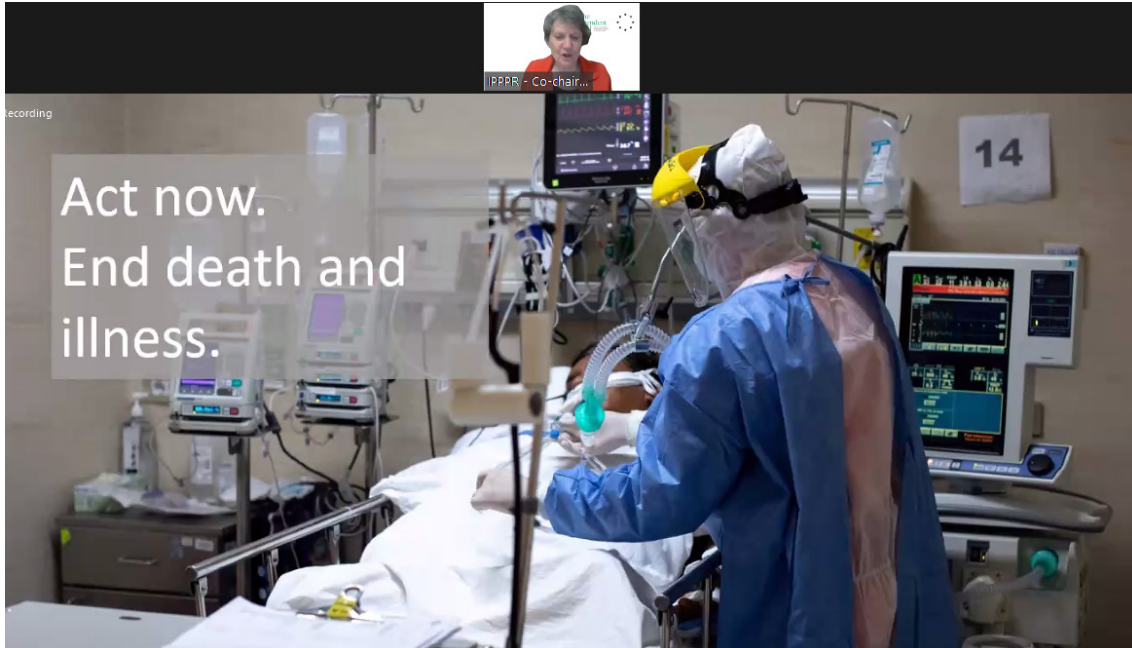 IPPPR - Co-chair...
Recording
Act now.
End death and
illness.
14